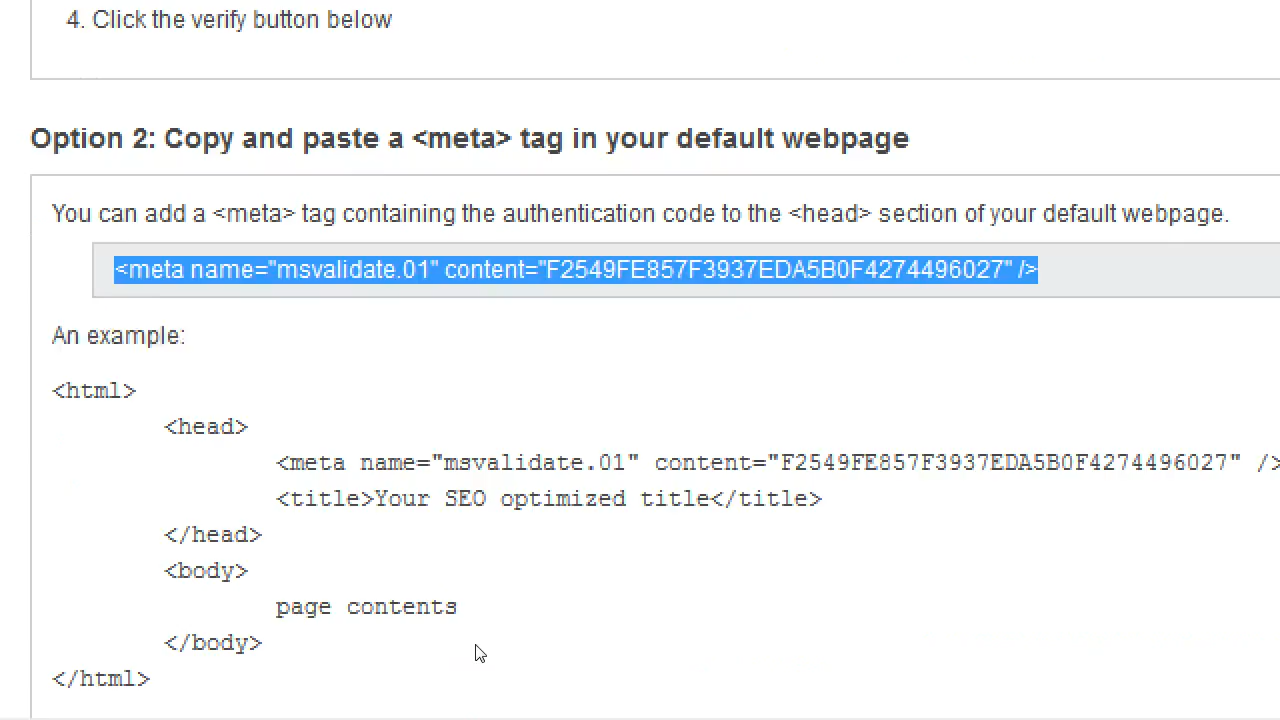 4. Click the verify button below
Option 2: Copy and paste a <meta> tag in your default webpage
You can add a <meta> tag containing the authentication code to the <head> section of your default webpage.
<meta name="msvalidate.01" content="F2549FE857F3937EDA5B0F4274496027" />
An example:
<html>
<head>
<meta name="msvalidate.01" content="F2549FE857F3937EDA5B0F4274496027" />
<title>Your SEO optimized title</title>
</head>
<body>
page contents
</body>
</html>